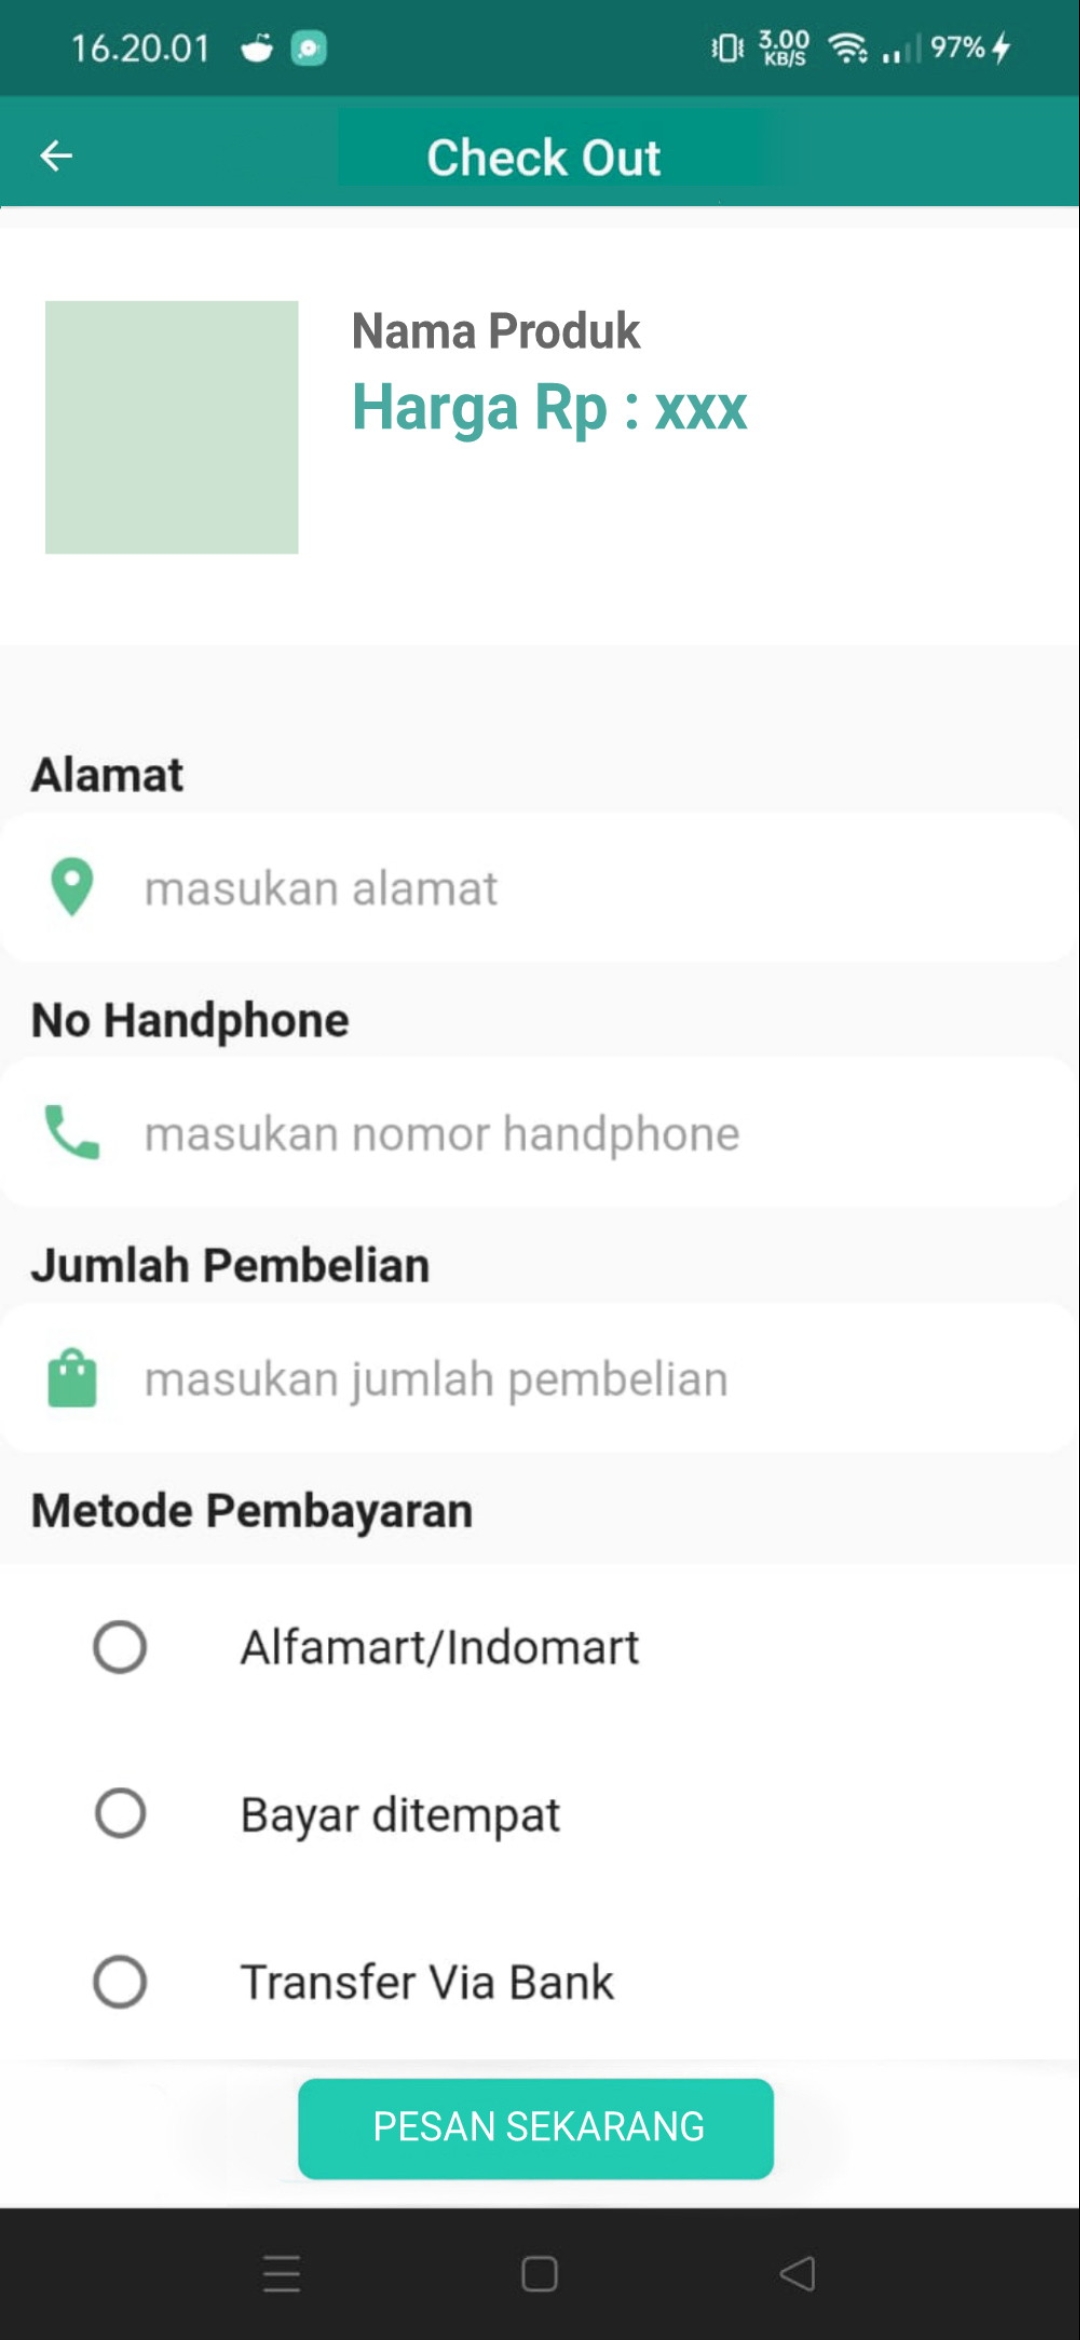 16.20.01 3.00 KB/S 97%
Check Out
Nama Produk
Harga Rp : xxx
Alamat
masukan alamat
No Handphone
masukan nomor handphone
Jumlah Pembelian
masukan jumlah pembelian
Metode Pembayaran
Alfamart/Indomart
Bayar ditempat
Transfer Via Bank
PESAN SEKARANG